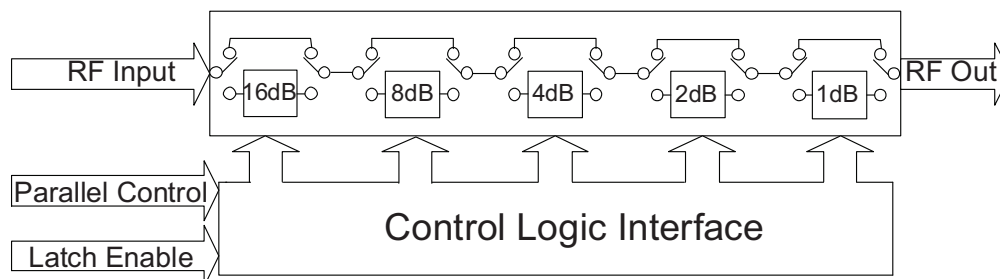 RF Input
16dB
8dB
4dB
2dB
1dB
RF Out
Parallel Control
Control Logic Interface
Latch Enable